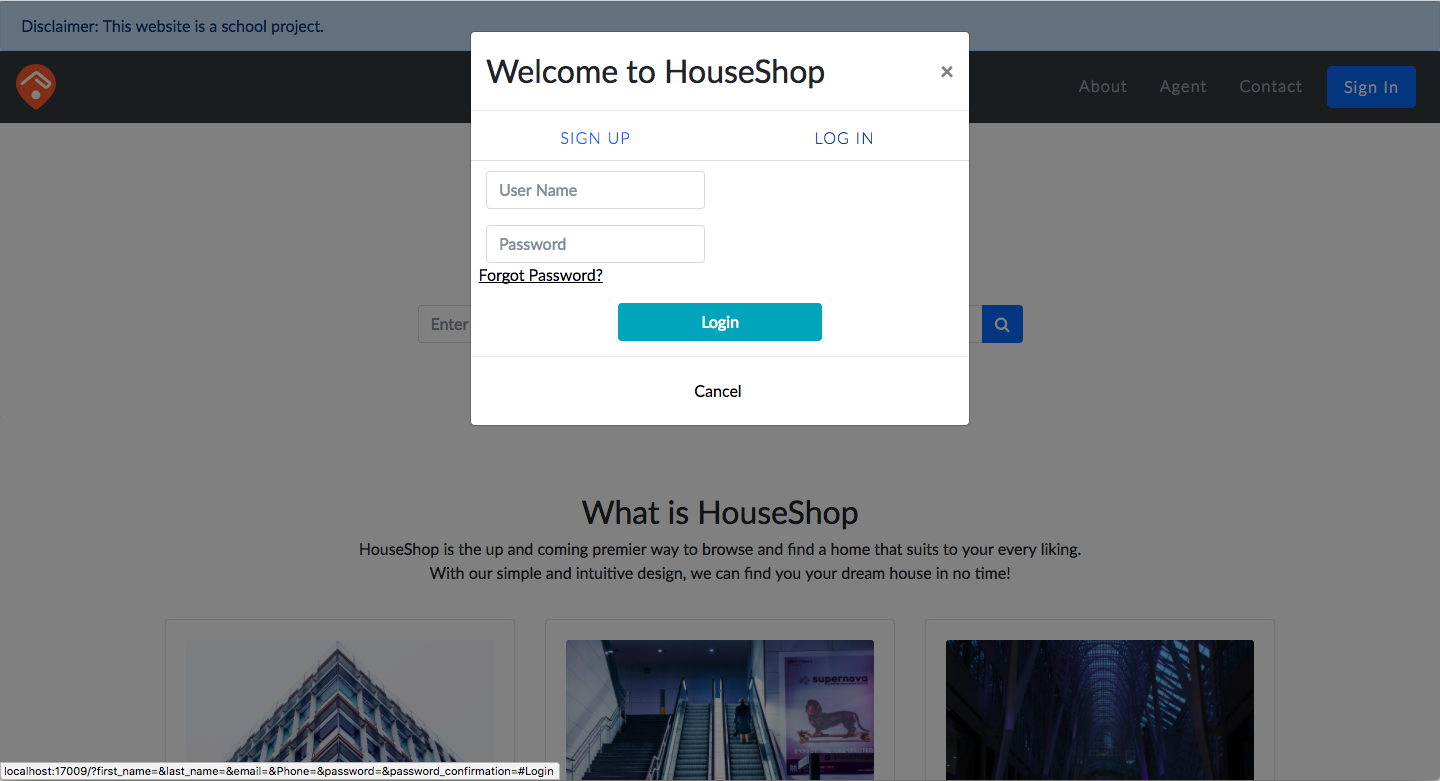 Disclaimer: This website is a school project.
Welcome to HouseShop
×
About Agent Contact Sign In
SIGN UP LOG IN
User Name
Password
Forgot Password?
Enter
Login
Cancel
What is HouseShop
HouseShop is the up and coming premier way to browse and find a home that suits to your every liking.
With our simple and intuitive design, we can find you your dream house in no time!
supernova
localhost:17009/?first_name=&last_name=&email=&Phone=&password=&password_confirmation=#Login